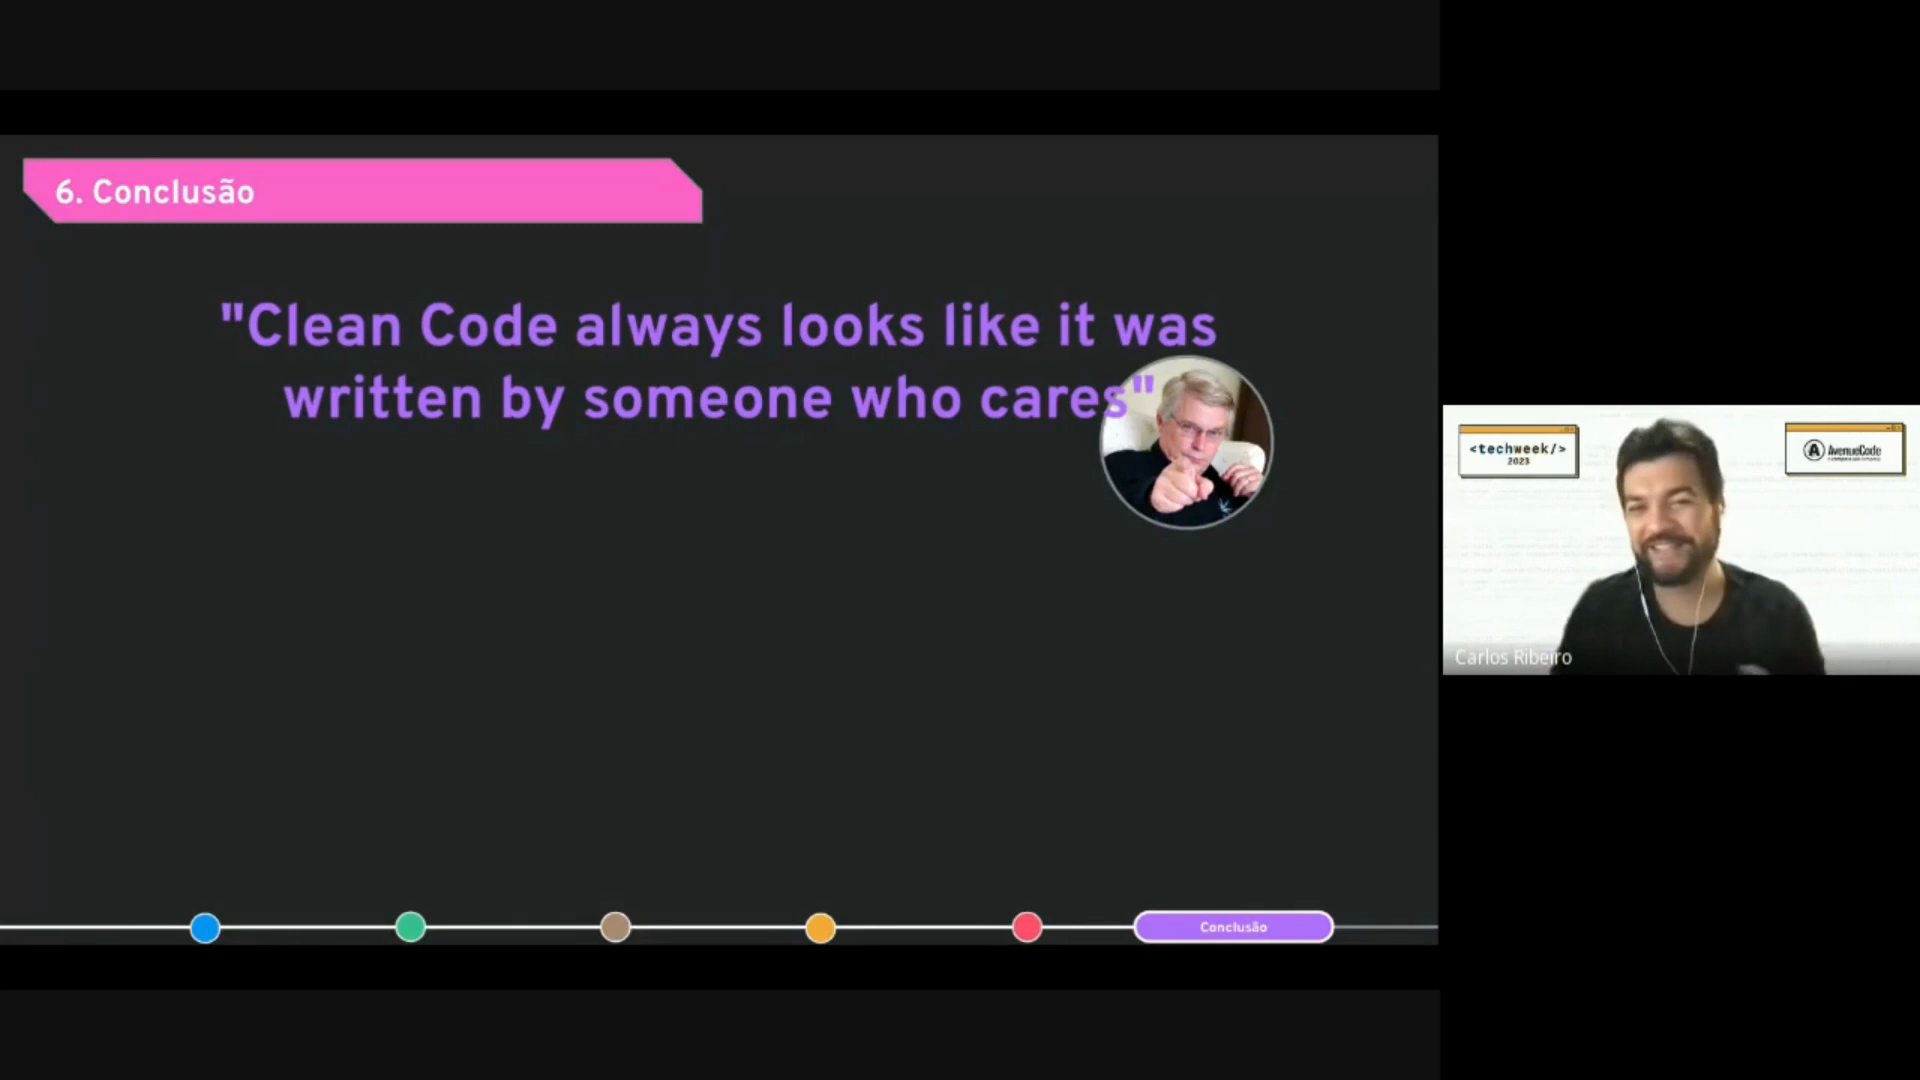 6. Conclusão
"Clean Code always looks like it was
written by someone who cares"
<techweek/>
2023
AvenueCode
Carlos Ribeiro
Conclusão